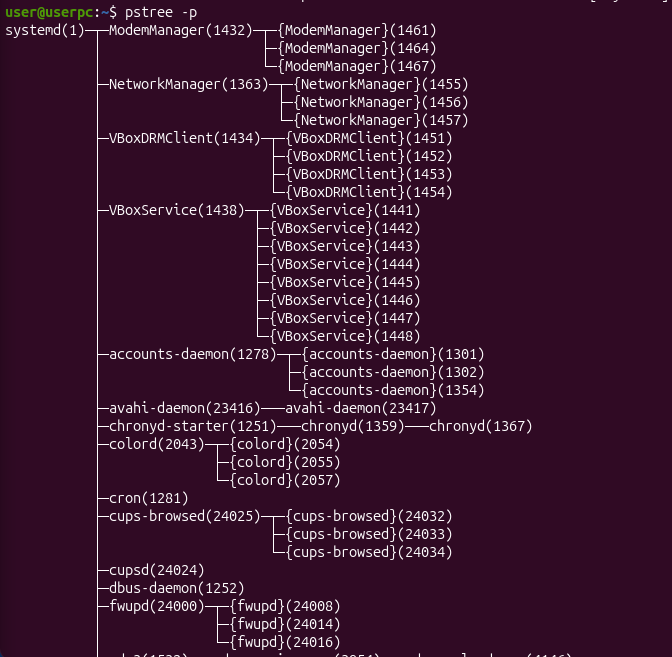 user@userpc:~$ pstree -p
systemd(1)─┬─ModemManager(1432)─┬─{ModemManager}(1461)
           │                    ├─{ModemManager}(1464)
           │                    └─{ModemManager}(1467)
           ├─NetworkManager(1363)─┬─{NetworkManager}(1455)
           │                      ├─{NetworkManager}(1456)
           │                      └─{NetworkManager}(1457)
           ├─VBoxDRMClient(1434)─┬─{VBoxDRMClient}(1451)
           │                     ├─{VBoxDRMClient}(1452)
           │                     ├─{VBoxDRMClient}(1453)
           │                     └─{VBoxDRMClient}(1454)
           ├─VBoxService(1438)─┬─{VBoxService}(1441)
           │                   ├─{VBoxService}(1442)
           │                   ├─{VBoxService}(1443)
           │                   ├─{VBoxService}(1444)
           │                   ├─{VBoxService}(1445)
           │                   ├─{VBoxService}(1446)
           │                   ├─{VBoxService}(1447)
           │                   └─{VBoxService}(1448)
           ├─accounts-daemon(1278)─┬─{accounts-daemon}(1301)
           │                       ├─{accounts-daemon}(1302)
           │                       └─{accounts-daemon}(1354)
           ├─avahi-daemon(23416)───avahi-daemon(23417)
           ├─chronyd-starter(1251)───chronyd(1359)───chronyd(1367)
           ├─colord(2043)─┬─{colord}(2054)
           │              ├─{colord}(2055)
           │              └─{colord}(2057)
           ├─cron(1281)
           ├─cups-browsed(24025)─┬─{cups-browsed}(24032)
           │                     ├─{cups-browsed}(24033)
           │                     └─{cups-browsed}(24034)
           ├─cupsd(24024)
           ├─dbus-daemon(1252)
           ├─fwupd(24000)─┬─{fwupd}(24008)
           │              ├─{fwupd}(24014)
           │              └─{fwupd}(24016)